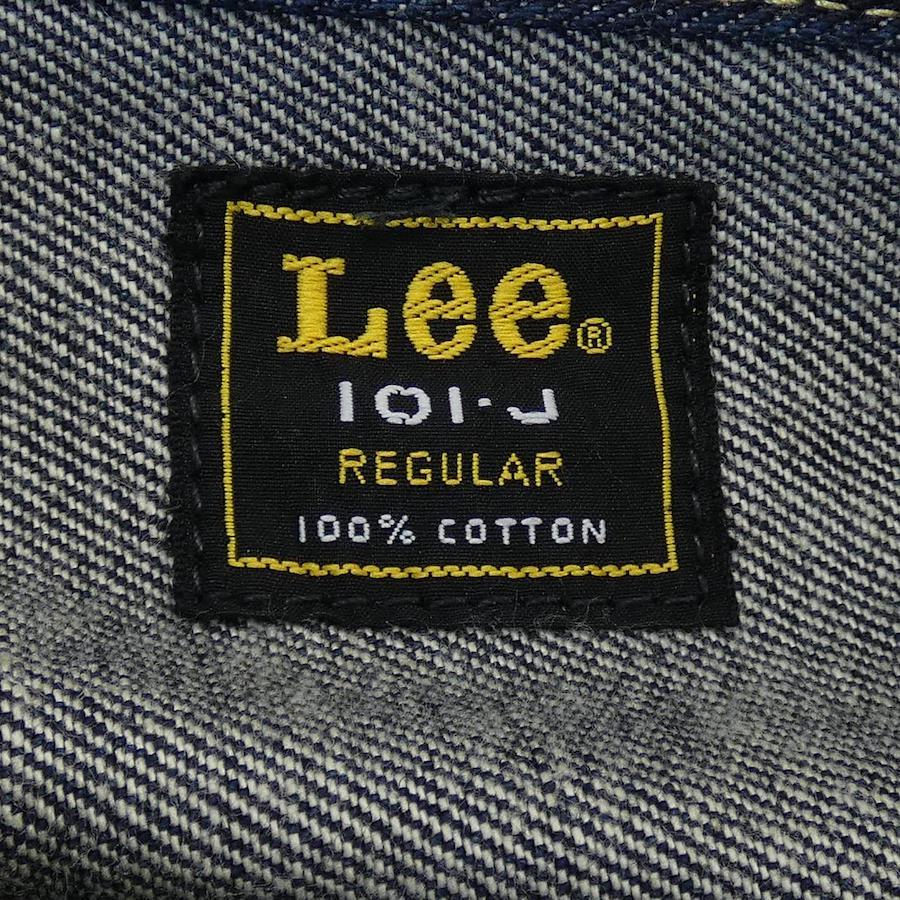 Lee®
101-J
REGULAR
100% COTTON